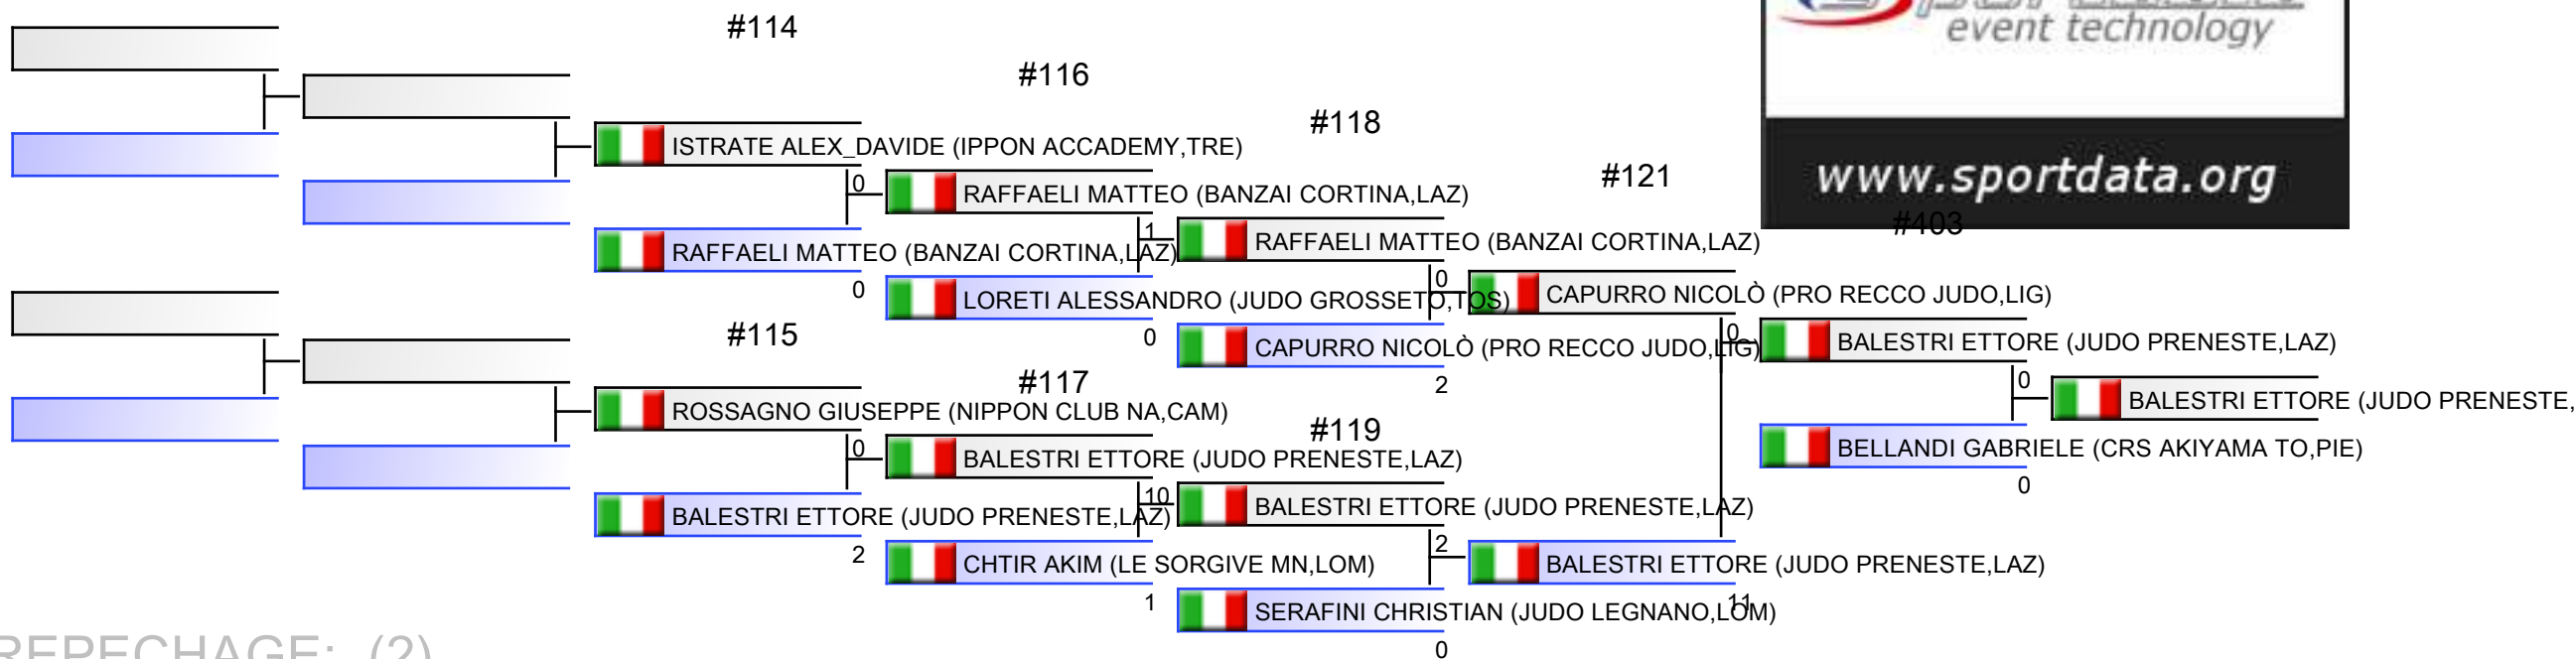 #114
event technology
#116
#118
ISTRATE ALEX_DAVIDE (IPPON ACCADEMY,TRE)
#121
www.sportdata.org
0
RAFFAELI MATTEO (BANZAI CORTINA,LAZ)
#403
1
RAFFAELI MATTEO (BANZAI CORTINA,LAZ)
RAFFAELI MATTEO (BANZAI CORTINA,LAZ)
0
0
LORETI ALESSANDRO (JUDO GROSSETO,TOS)
CAPURRO NICOLÒ (PRO RECCO JUDO,LIG)
#115
0
0
CAPURRO NICOLÒ (PRO RECCO JUDO,LIG)
BALESTRI ETTORE (JUDO PRENESTE,LAZ)
#117
2
0
BALESTRI ETTORE (JUDO PRENESTE,
ROSSAGNO GIUSEPPE (NIPPON CLUB NA,CAM)
#119
0
BALESTRI ETTORE (JUDO PRENESTE,LAZ)
BELLANDI GABRIELE (CRS AKIYAMA TO,PIE)
0
10
BALESTRI ETTORE (JUDO PRENESTE,LAZ)
BALESTRI ETTORE (JUDO PRENESTE,LAZ)
2
2
CHTIR AKIM (LE SORGIVE MN,LOM)
BALESTRI ETTORE (JUDO PRENESTE,LAZ)
1
11
SERAFINI CHRISTIAN (JUDO LEGNANO,LOM)
0
REPECHAGE: (2)